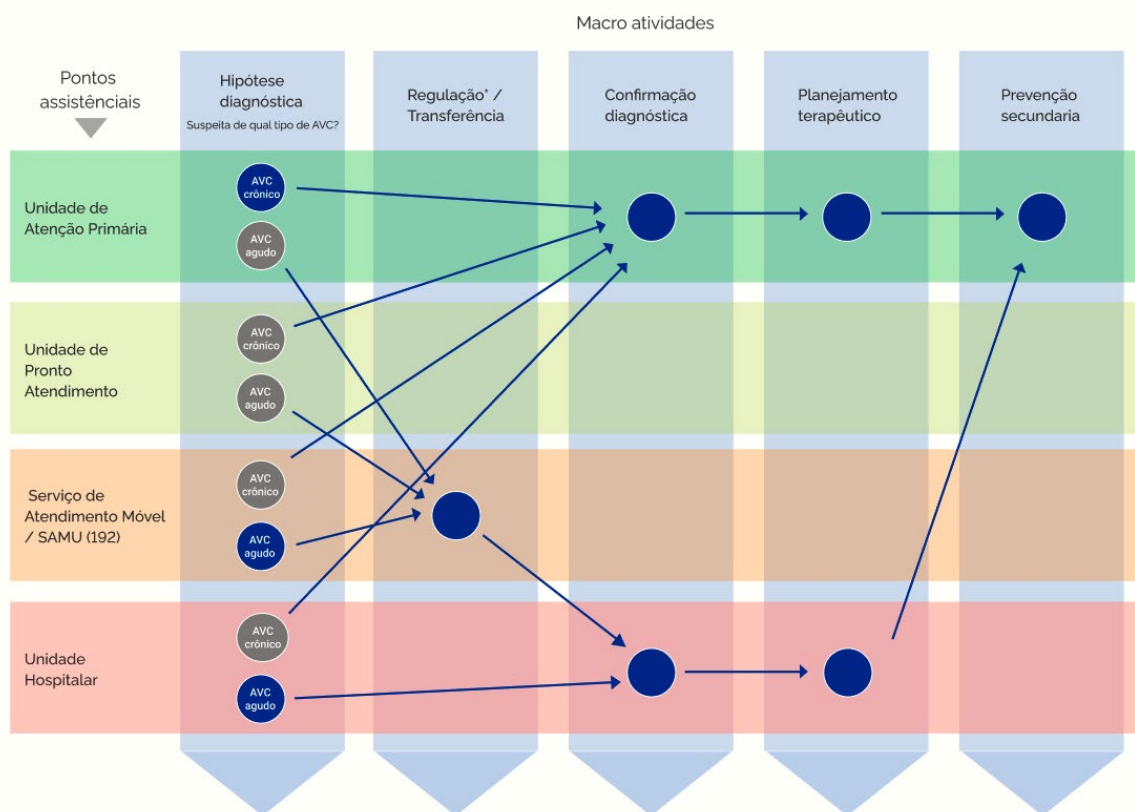 Macro atividades
Pontos
assistênciais
Hipótese
diagnóstica
Suspeita de qual tipo de AVC?
Regulação* /
Transferência
Confirmação
diagnóstica
Planejamento
terapêutico
Prevenção
secundaria
Unidade de
Atenção Primária
AVC
crônico
AVC
agudo
Unidade de
Pronto
Atendimento
AVC
crônico
AVC
agudo
Serviço de
Atendimento Móvel
/ SAMU (192)
AVC
crônico
AVC
agudo
Unidade
Hospitalar
AVC
crônico
AVC
agudo